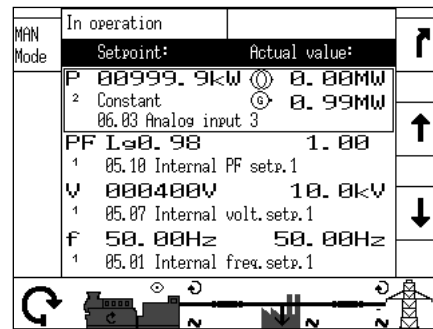 MAN
Mode
In operation
Setpoint: Actual value:
P 00999.9kW 0.00MW
2 Constant G 0.99MW
06.03 Analog input 3
PF Lg0.98 1.00
1 05.10 Internal PF setp.1
V 000400V 10.0kV
1 05.07 Internal volt.setp.1
f 50.00Hz 50.00Hz
1 05.01 Internal freq.setp.1